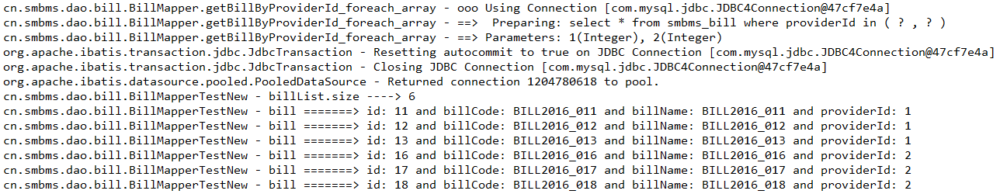 cn.smbms.dao.bill.BillMapper.getBillByProviderId_foreach_array - ooo Using Connection [com.mysql.jdbc.JDBC4Connection@47cf7e4a]
cn.smbms.dao.bill.BillMapper.getBillByProviderId_foreach_array - ==>  Preparing: select * from smbms_bill where providerId in ( ? , ? )
cn.smbms.dao.bill.BillMapper.getBillByProviderId_foreach_array - ==> Parameters: 1(Integer), 2(Integer)
org.apache.ibatis.transaction.jdbc.JdbcTransaction - Resetting autocommit to true on JDBC Connection [com.mysql.jdbc.JDBC4Connection@47cf7e4a]
org.apache.ibatis.transaction.jdbc.JdbcTransaction - Closing JDBC Connection [com.mysql.jdbc.JDBC4Connection@47cf7e4a]
org.apache.ibatis.datasource.pooled.PooledDataSource - Returned connection 1204780618 to pool.
cn.smbms.dao.bill.BillMapperTestNew - billList.size ----> 6
cn.smbms.dao.bill.BillMapperTestNew - bill =======> id: 11 and billCode: BILL2016_011 and billName: BILL2016_011 and providerId: 1
cn.smbms.dao.bill.BillMapperTestNew - bill =======> id: 12 and billCode: BILL2016_012 and billName: BILL2016_012 and providerId: 1
cn.smbms.dao.bill.BillMapperTestNew - bill =======> id: 13 and billCode: BILL2016_013 and billName: BILL2016_013 and providerId: 1
cn.smbms.dao.bill.BillMapperTestNew - bill =======> id: 16 and billCode: BILL2016_016 and billName: BILL2016_016 and providerId: 2
cn.smbms.dao.bill.BillMapperTestNew - bill =======> id: 17 and billCode: BILL2016_017 and billName: BILL2016_017 and providerId: 2
cn.smbms.dao.bill.BillMapperTestNew - bill =======> id: 18 and billCode: BILL2016_018 and billName: BILL2016_018 and providerId: 2